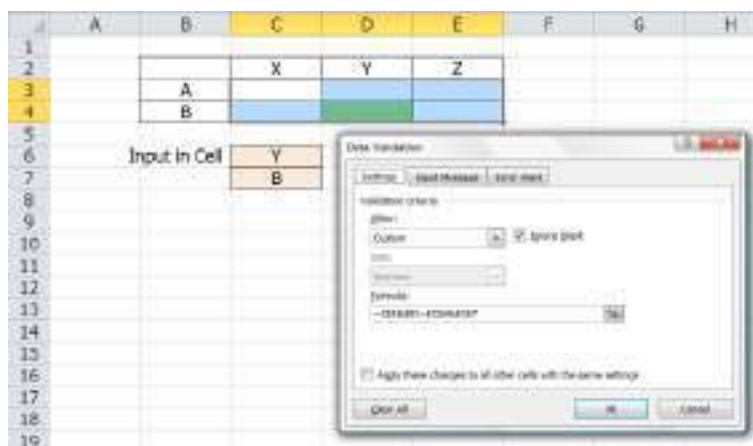 A B C D E F G H
1
2 X Y Z
3 A
4 B
5
6 Input in Cell Y
7 B
8
9
10
11
12
13
14
15
16
17
18
19
Data Validation
Settings Input Message Error Alert
Validation criteria
Allow:
Custom Ignore blank
Data:
Formula:
Apply these changes to all other cells with the same settings
Clear All OK Cancel